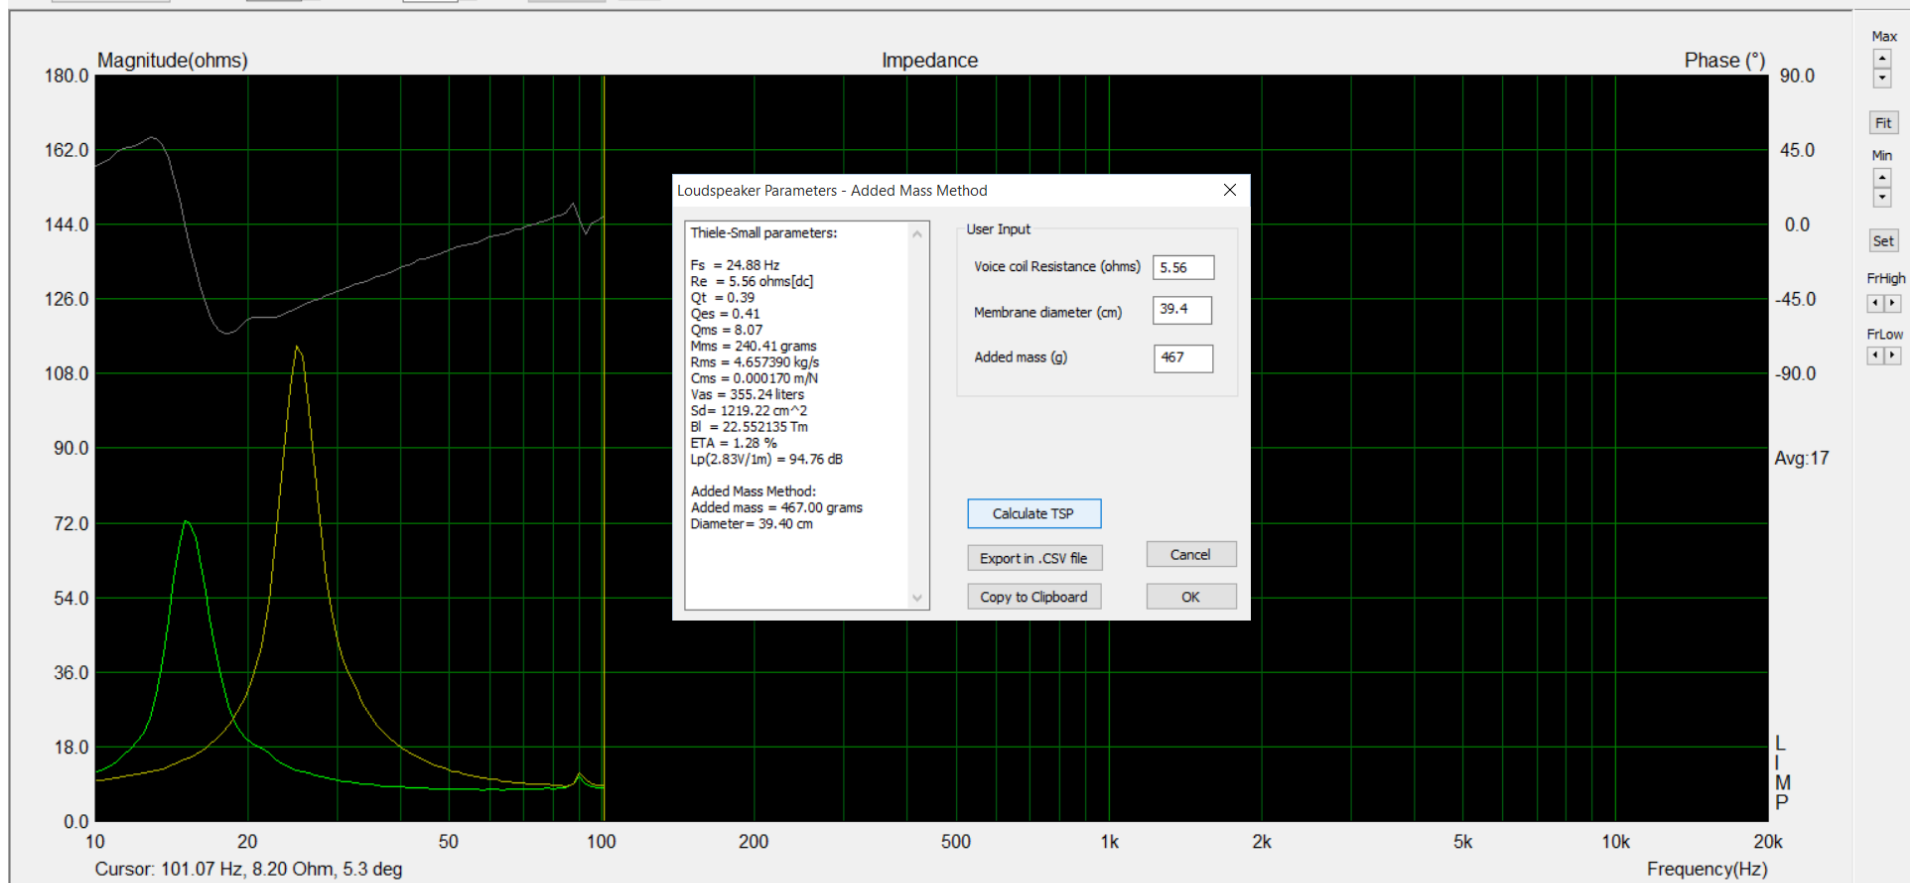 Magnitude(ohms)
Impedance
Phase (°)
180.0
162.0
144.0
126.0
108.0
90.0
72.0
54.0
36.0
18.0
0.0
10
20
50
100
200
500
1k
2k
5k
10k
20k
Cursor: 101.07 Hz, 8.20 Ohm, 5.3 deg
Frequency(Hz)
90.0
45.0
0.0
-45.0
-90.0
Avg:17
L
I
M
P
Max
Fit
Min
Set
FrHigh
FrLow
Loudspeaker Parameters - Added Mass Method
Thiele-Small parameters:
Fs = 24.88 Hz
Re = 5.56 ohms[dc]
Qt = 0.39
Qes = 0.41
Qms = 8.07
Mms = 240.41 grams
Rms = 4.657390 kg/s
Cms = 0.000170 m/N
Vas = 355.24 liters
Sd= 1219.22 cm^2
Bl = 22.552135 Tm
ETA = 1.28 %
Lp(2.83V/1m) = 94.76 dB
Added Mass Method:
Added mass = 467.00 grams
Diameter= 39.40 cm
User Input
Voice coil Resistance (ohms) 5.56
Membrane diameter (cm) 39.4
Added mass (g) 467
Calculate TSP
Export in .CSV file
Cancel
Copy to Clipboard
OK